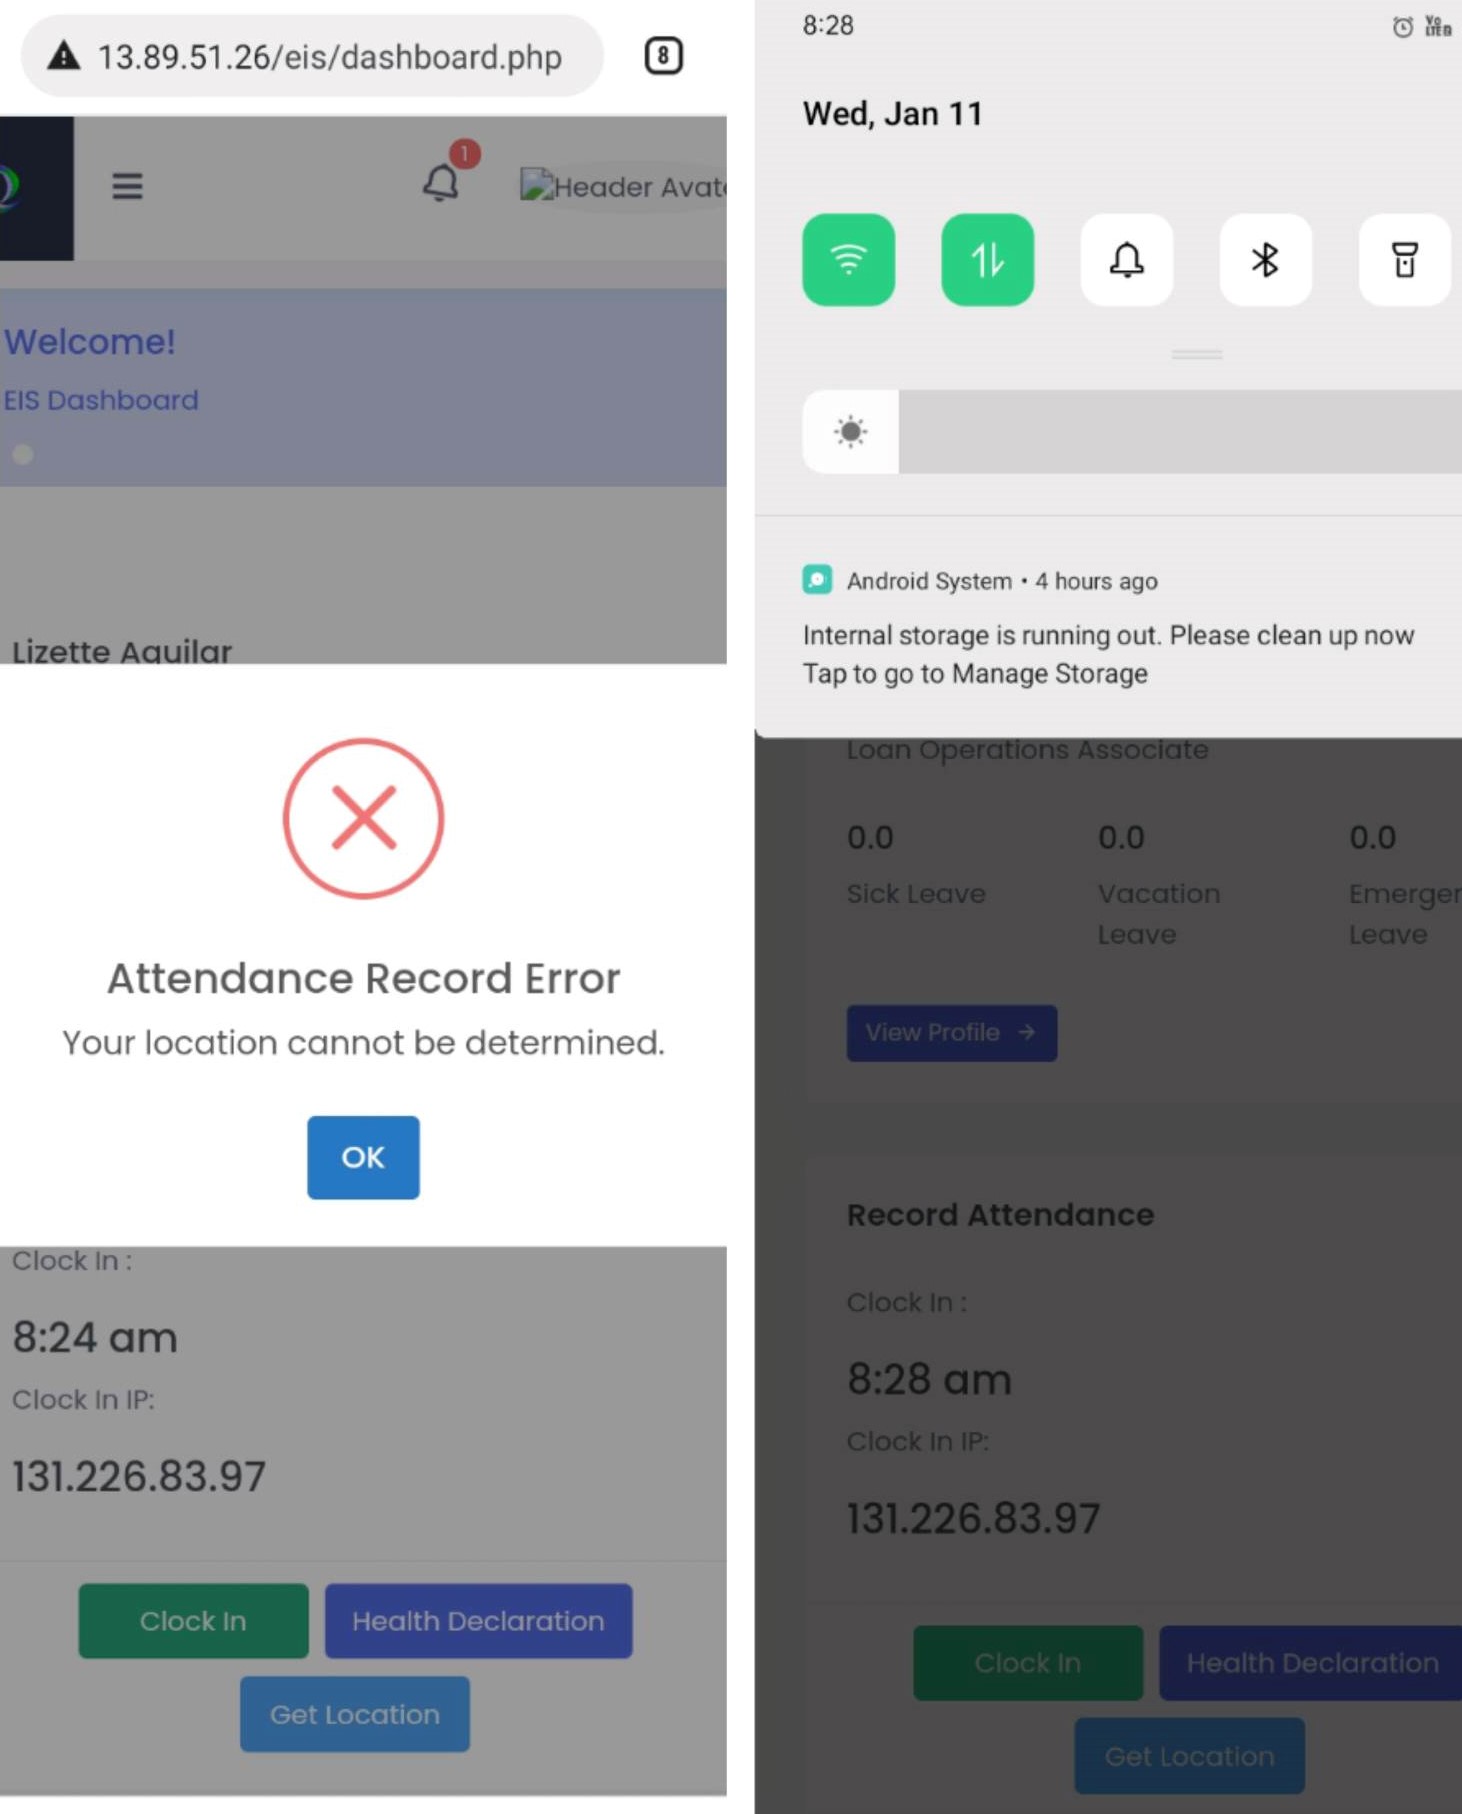 13.89.51.26/eis/dashboard.php
8
1
Header Avat
Welcome!
EIS Dashboard
Lizette Aguilar
Attendance Record Error
Your location cannot be determined.
OK
Clock In :
8:24 am
Clock In IP:
131.226.83.97
Clock In
Health Declaration
Get Location
8:28
Vo
LTE
Wed, Jan 11
Android System • 4 hours ago
Internal storage is running out. Please clean up now
Tap to go to Manage Storage
Loan Operations Associate
0.0 0.0 0.0
Sick Leave Vacation Emerger
Leave Leave
View Profile →
Record Attendance
Clock In :
8:28 am
Clock In IP:
131.226.83.97
Clock In
Health Declaration
Get Location